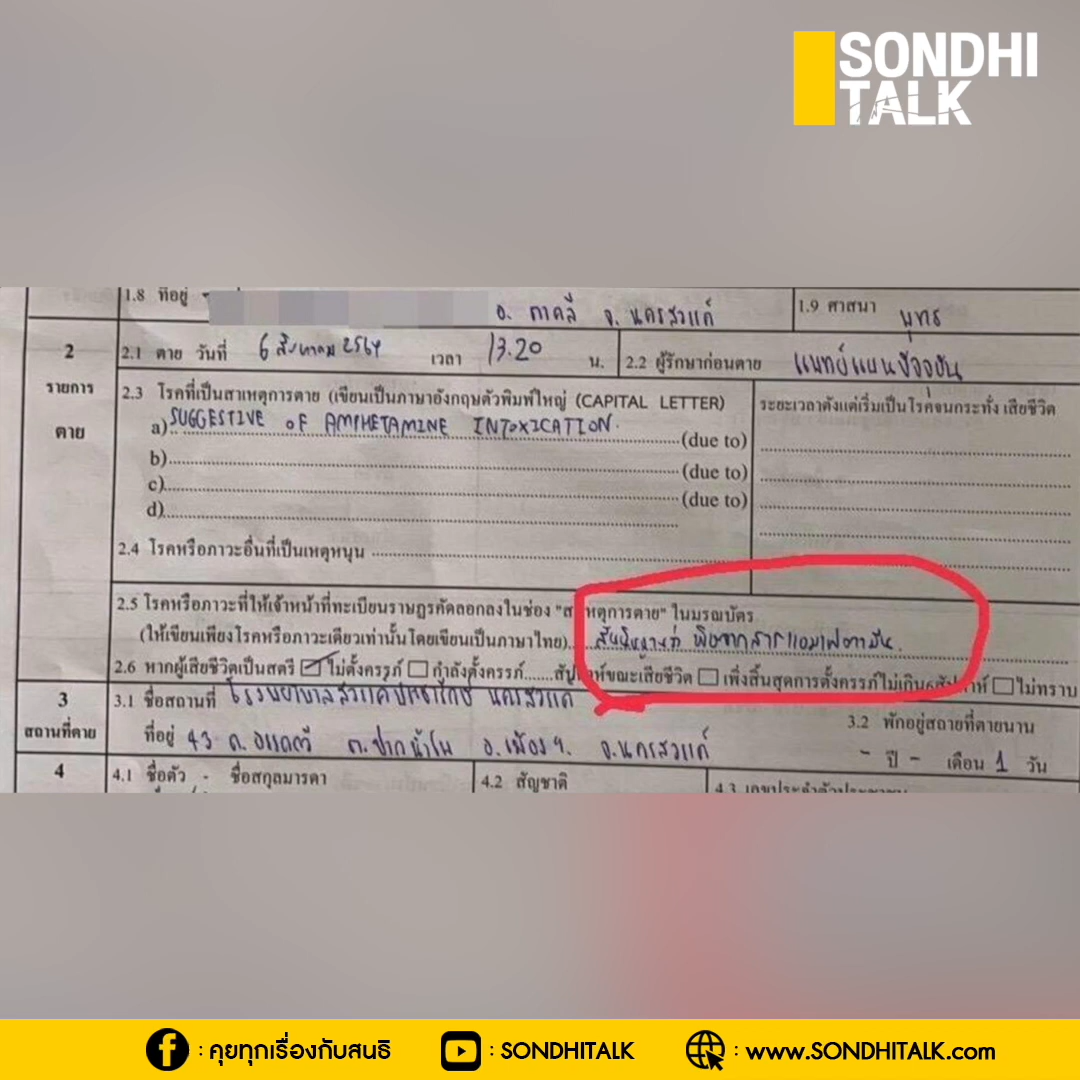 SONDHI
TALK
1.8 ที่อยู่ อ. ตาคลี จ. นครสวรรค์ 1.9 ศาสนา พุทธ
2 2.1 ตาย วันที่ 6 สิงหาคม 2564 เวลา 13.20 น. 2.2 ผู้รักษาก่อนตาย แพทย์แผนปัจจุบัน
รายการ
ตาย
2.3 โรคที่เป็นสาเหตุการตาย (เขียนเป็นภาษาอังกฤษตัวพิมพ์ใหญ่ (CAPITAL LETTER) ระยะเวลาตั้งแต่เริ่มเป็นโรคจนกระทั่ง เสียชีวิต
a) SUGGESTIVE OF AMPHETAMINE INTOXICATION. (due to)
b) (due to)
c) (due to)
d)
2.4 โรคหรือภาวะอื่นที่เป็นเหตุหนุน
2.5 โรคหรือภาวะที่ให้เจ้าหน้าที่ทะเบียนราษฎรคัดลอกลงในช่อง "สาเหตุการตาย" ในมรณบัตร
(ให้เขียนเพียงโรคหรือภาวะเดียวเท่านั้นโดยเขียนเป็นภาษาไทย) สันนิษฐานว่า พิษจากสารแอมเฟตามีน.
2.6 หากผู้เสียชีวิตเป็นสตรี ไม่ตั้งครรภ์ กำลังตั้งครรภ์.......สัปดาห์ขณะเสียชีวิต เพิ่งสิ้นสุดการตั้งครรภ์ไม่เกิน6สัปดาห์ ไม่ทราบ
3 3.1 ชื่อสถานที่ โรงพยาบาลสวรรค์ประชารักษ์ นครสวรรค์
สถานที่ตาย ที่อยู่ 43 ถ. อรรถกวี ต. ปากน้ำโพ อ. เมืองฯ. จ. นครสวรรค์ 3.2 พักอยู่สถานที่ตายนาน
- ปี - เดือน 1 วัน
4 4.1 ชื่อตัว - ชื่อสกุลมารดา 4.2 สัญชาติ 4.3 เลขประจำตัวประชาชน
: คุยทุกเรื่องกับสนธิ : SONDHITALK : www.SONDHITALK.com